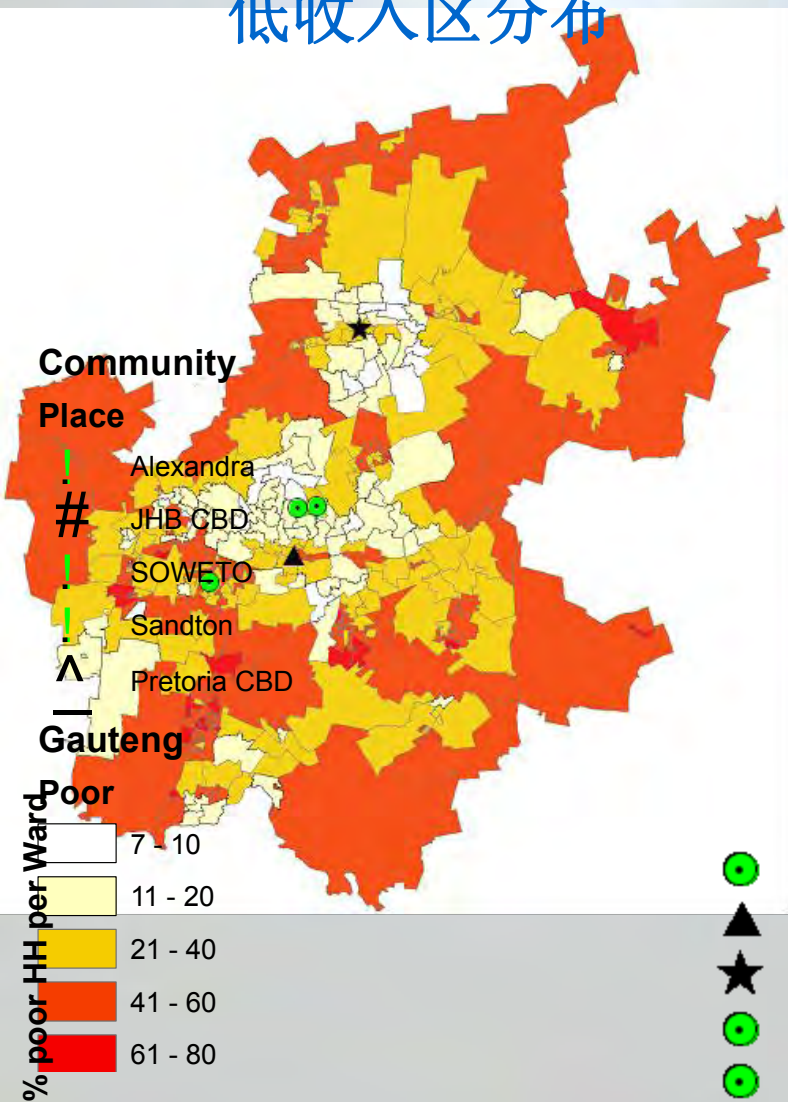 低收入区分布
Community
Place
! . Alexandra
# JHB CBD
! . SOWETO
! . Sandton
^ _ Pretoria CBD
Gauteng
Poor
% poor HH per Ward
7 - 10
11 - 20
21 - 40
41 - 60
61 - 80